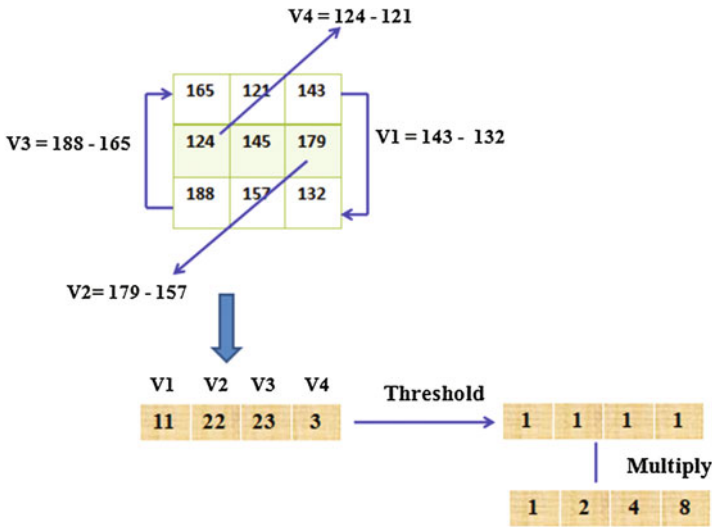 V4 = 124 - 121
165 121 143
V3 = 188 - 165
124 145 179
V1 = 143 - 132
188 157 132
V2= 179 - 157
V1 V2 V3 V4
Threshold
11 22 23 3
1 1 1 1
Multiply
1 2 4 8